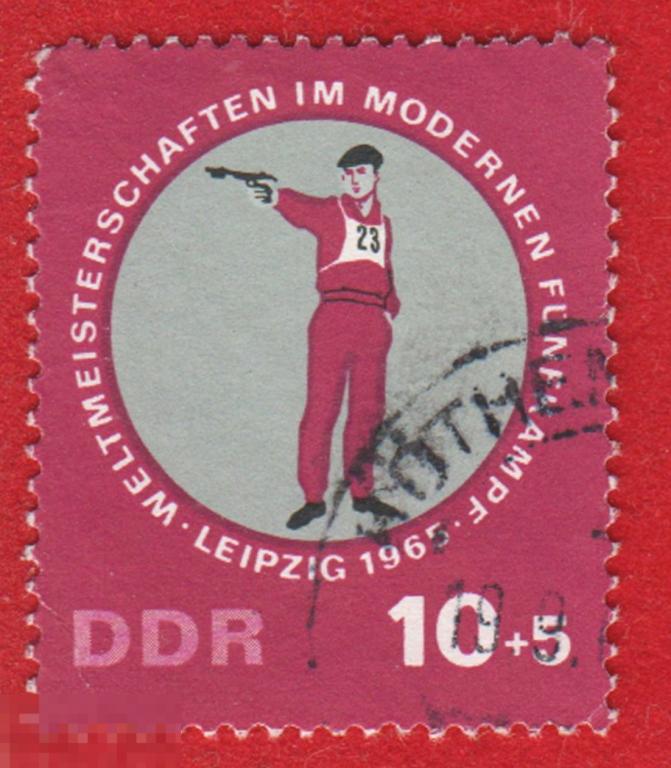 WELTMEISTERSCHAFTEN IM MODERNEN FÜNFKAMPF · LEIPZIG 1965 ·
23
DDR
10+5